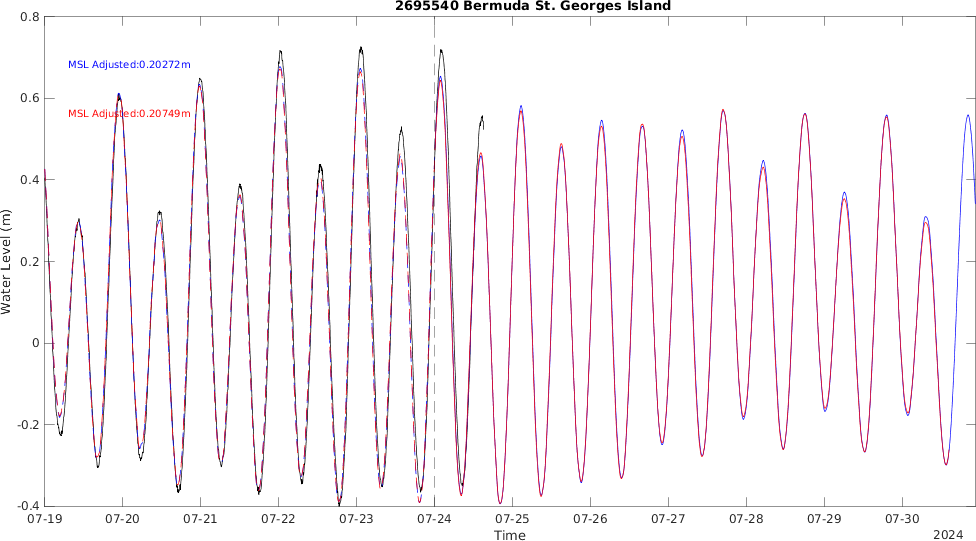 2695540 Bermuda St. Georges Island
0.8
0.6
0.4
0.2
0
-0.2
-0.4
Water Level (m)
MSL Adjusted:0.20272m
MSL Adjusted:0.20749m
07-19 07-20 07-21 07-22 07-23 07-24 07-25 07-26 07-27 07-28 07-29 07-30
Time
2024